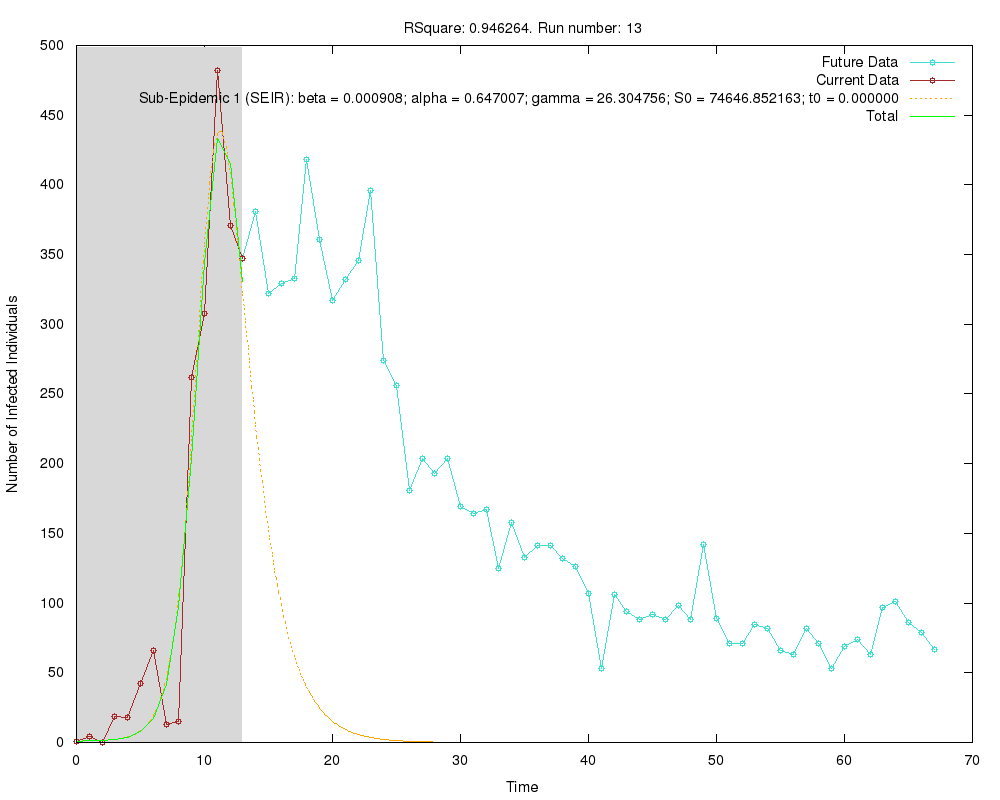 RSquare: 0.946264. Run number: 13
Future Data
Current Data
Sub-Epidemic 1 (SEIR): beta = 0.000908; alpha = 0.647007; gamma = 26.304756; S0 = 74646.852163; t0 = 0.000000
Total
500
450
400
350
300
250
200
150
100
50
0
Number of Infected Individuals
0 10 20 30 40 50 60 70
Time